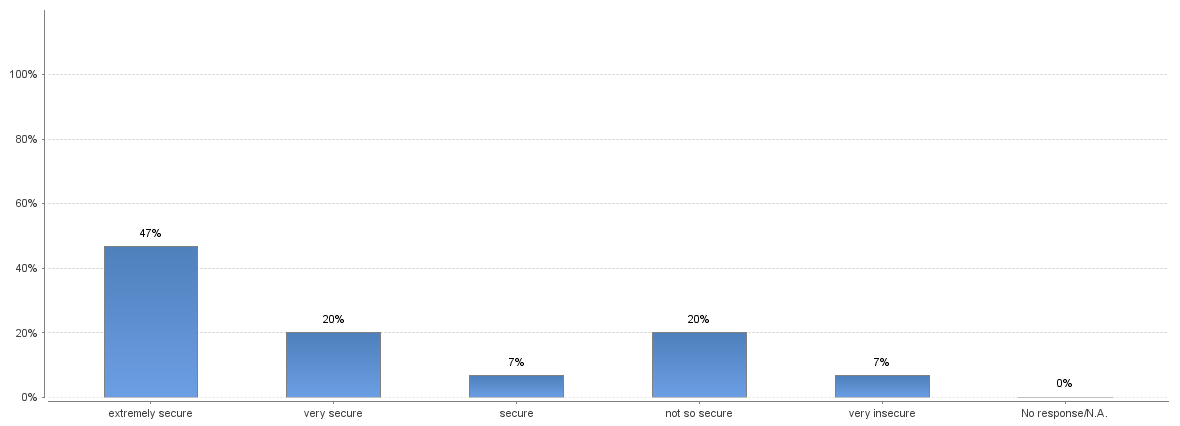 100%
80%
60%
40%
20%
0%
47%
20%
7%
20%
7%
0%
extremely secure
very secure
secure
not so secure
very insecure
No response/N.A.